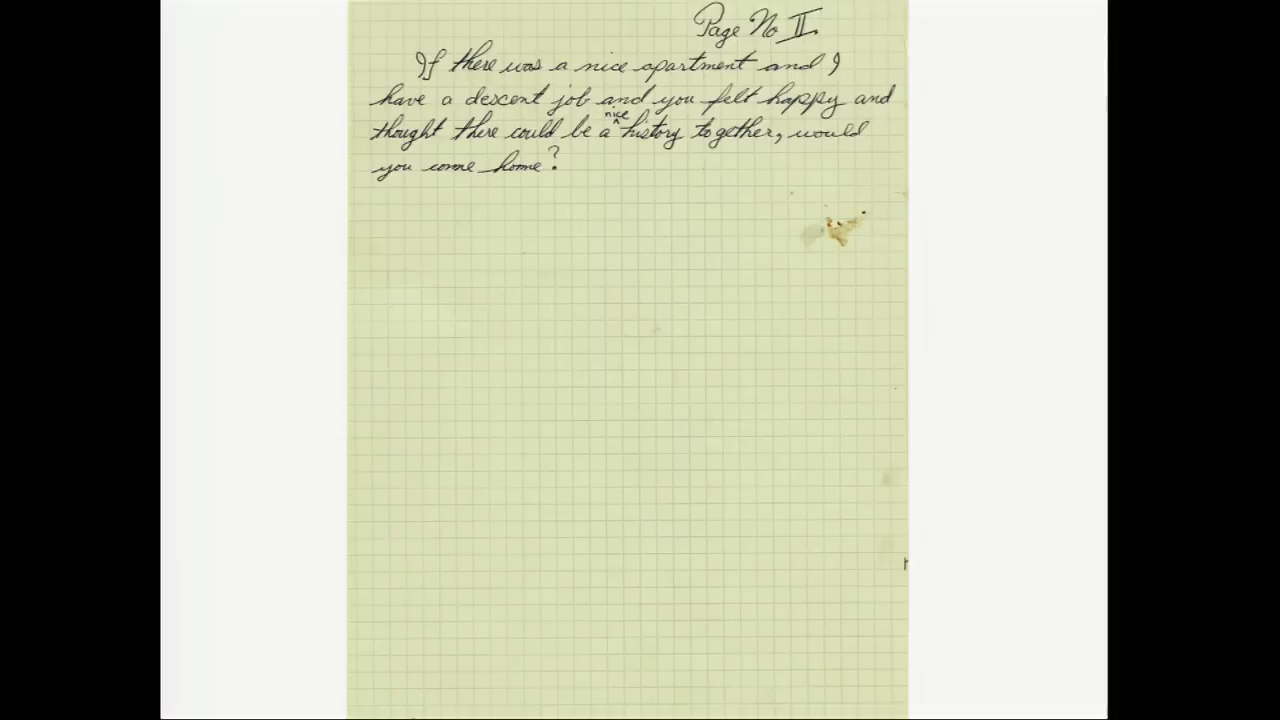 Page No II.
If there was a nice apartment and I
have a descent job and you felt happy and
thought there could be a nice history together, would
you come home?